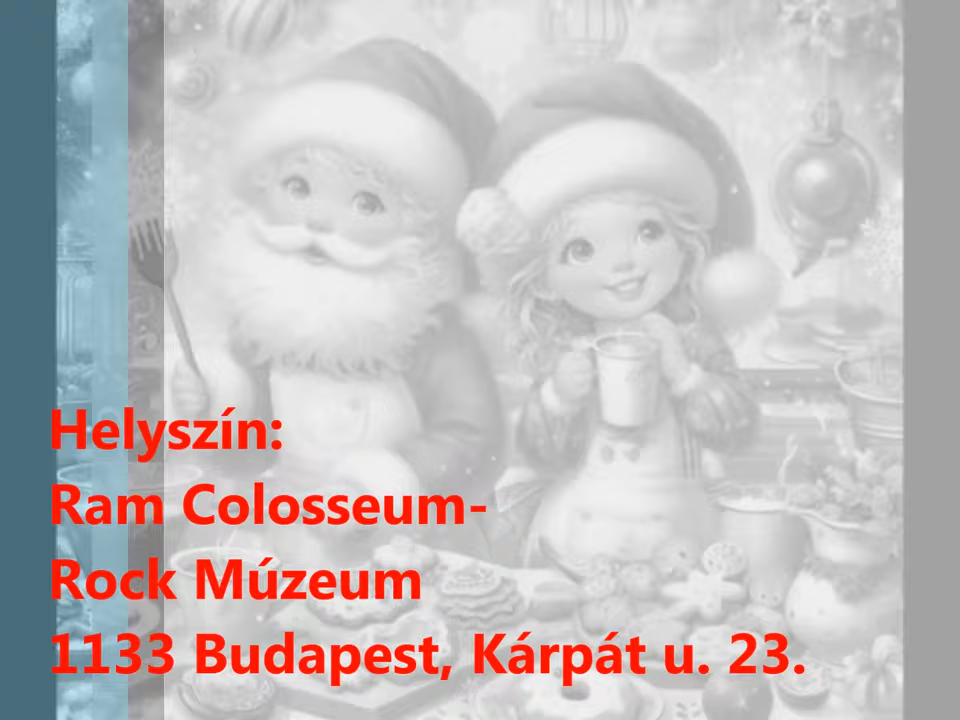 Helyszín:
Ram Colosseum-
Rock Múzeum
1133 Budapest, Kárpát u. 23.